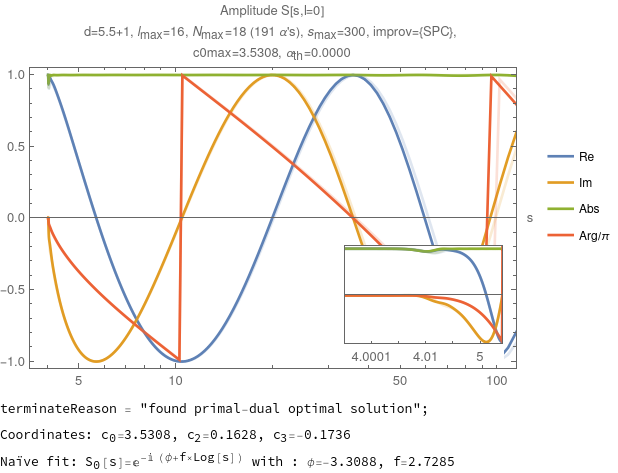 Amplitude S[s,l=0]
d=5.5+1, lmax=16, Nmax=18 (191 α's), smax=300, improv={SPC},
c0max=3.5308, αth=0.0000
1.0
0.5
0.0
-0.5
-1.0
5
10
50
100
s
4.0001
4.01
5
Re
Im
Abs
Arg/π
terminateReason = "found primal-dual optimal solution";
Coordinates: c0=3.5308, c2=0.1628, c3=-0.1736
Naïve fit: S0[s]=e^-i (ϕ+f×Log[s]) with : ϕ=-3.3088, f=2.7285